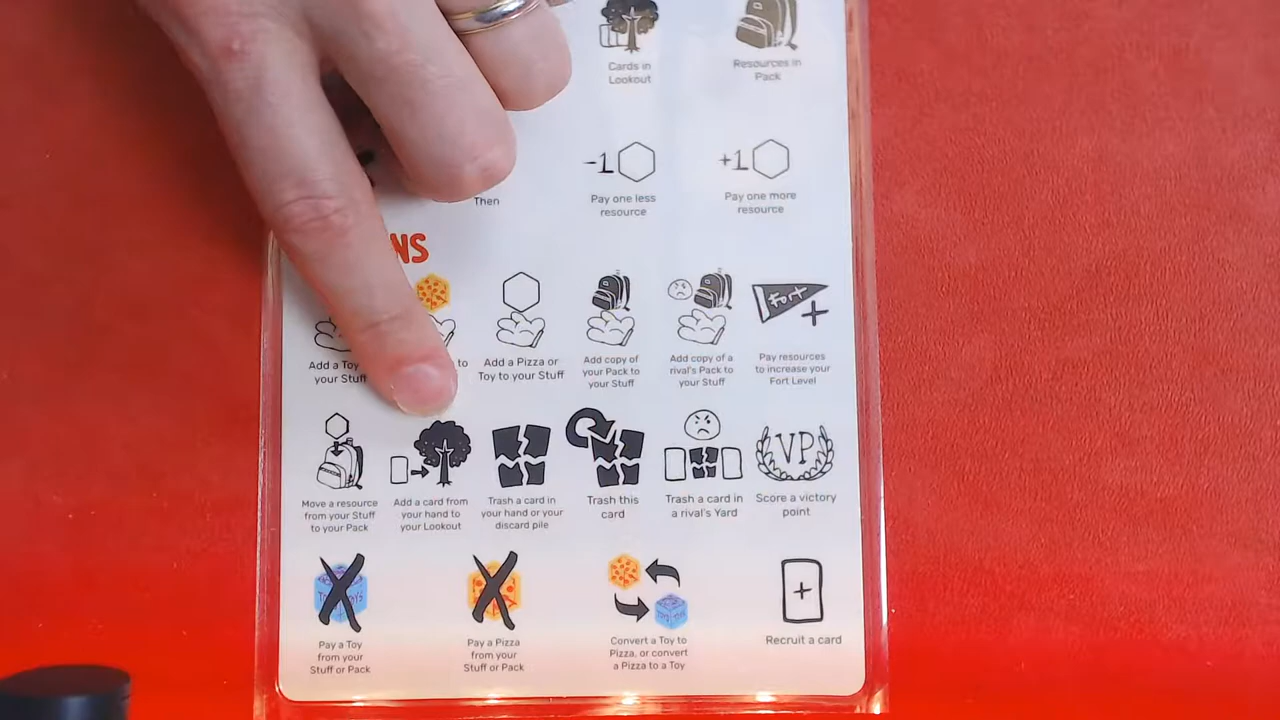 Cards in
Lookout
Resources in
Pack
Then
-1
Pay one less
resource
+1
Pay one more
resource
NS
Add a Toy
your Stuff
to
Add a Pizza or
Toy to your Stuff
Add copy of
your Pack to
your Stuff
Add copy of a
rival's Pack to
your Stuff
Fort
+
Pay resources
to increase your
Fort Level
Move a resource
from your Stuff
to your Pack
Add a card from
your hand to
your Lookout
Trash a card in
your hand or your
discard pile
Trash this
card
Trash a card in
a rival's Yard
VP
Score a victory
point
Pay a Toy
from your
Stuff or Pack
Pay a Pizza
from your
Stuff or Pack
Convert a Toy to
Pizza, or convert
a Pizza to a Toy
+
Recruit a card